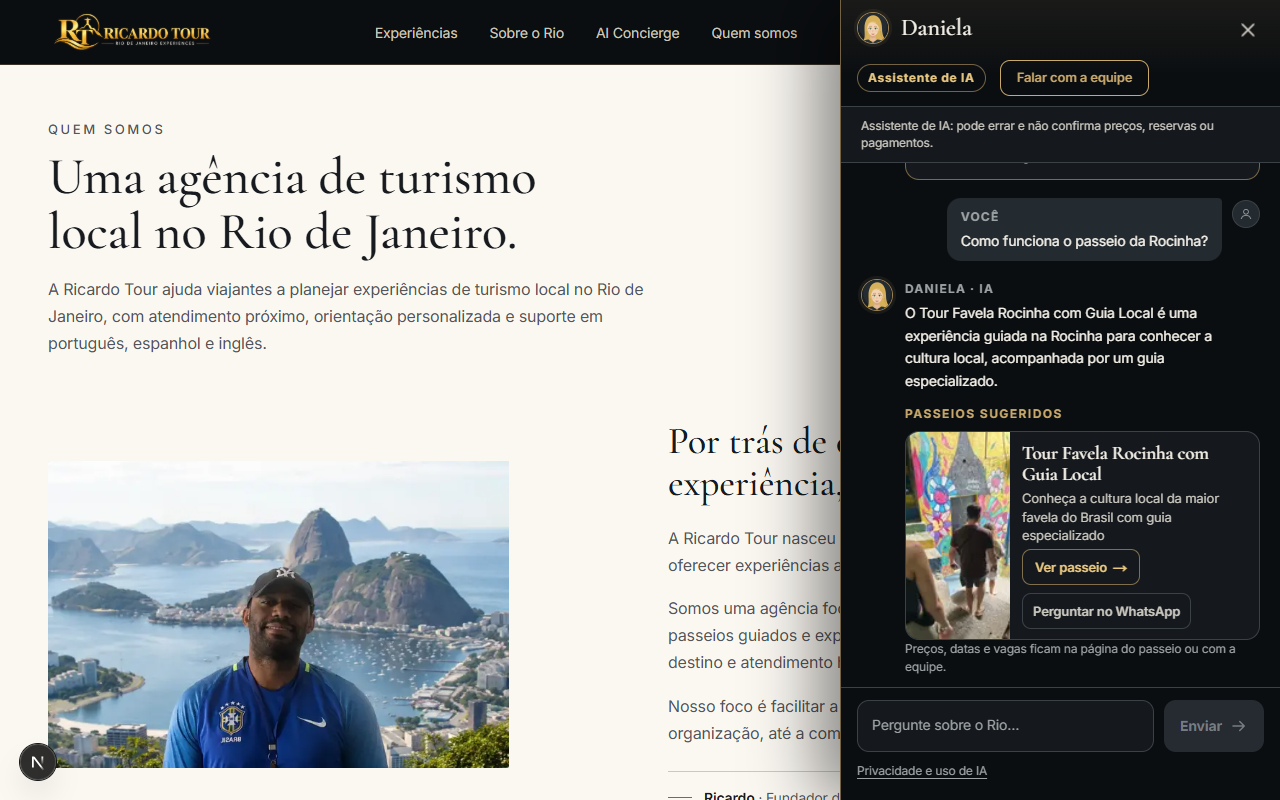 RT RICARDO TOUR
RIO DE JANEIRO EXPERIENCES
Experiências
Sobre o Rio
AI Concierge
Quem somos
QUEM SOMOS
Uma agência de turismo
local no Rio de Janeiro.
A Ricardo Tour ajuda viajantes a planejar experiências de turismo local no Rio de
Janeiro, com atendimento próximo, orientação personalizada e suporte em
português, espanhol e inglês.
Por trás de
experiência,
A Ricardo Tour nasceu
oferecer experiências
Somos uma agência
passeios guiados e
destino e atendimento
Nosso foco é facilitar a
organização, até a
Ricardo · Fundador
BRASIL
N
Daniela
Assistente de IA
Falar com a equipe
Assistente de IA: pode errar e não confirma preços, reservas ou
pagamentos.
VOCÊ
Como funciona o passeio da Rocinha?
DANIELA · IA
O Tour Favela Rocinha com Guia Local é uma
experiência guiada na Rocinha para conhecer a
cultura local, acompanhada por um guia
especializado.
PASSEIOS SUGERIDOS
Tour Favela Rocinha com
Guia Local
Conheça a cultura local da maior
favela do Brasil com guia
especializado
Ver passeio →
Perguntar no WhatsApp
Preços, datas e vagas ficam na página do passeio ou com a
equipe.
Pergunte sobre o Rio...
Enviar →
Privacidade e uso de IA